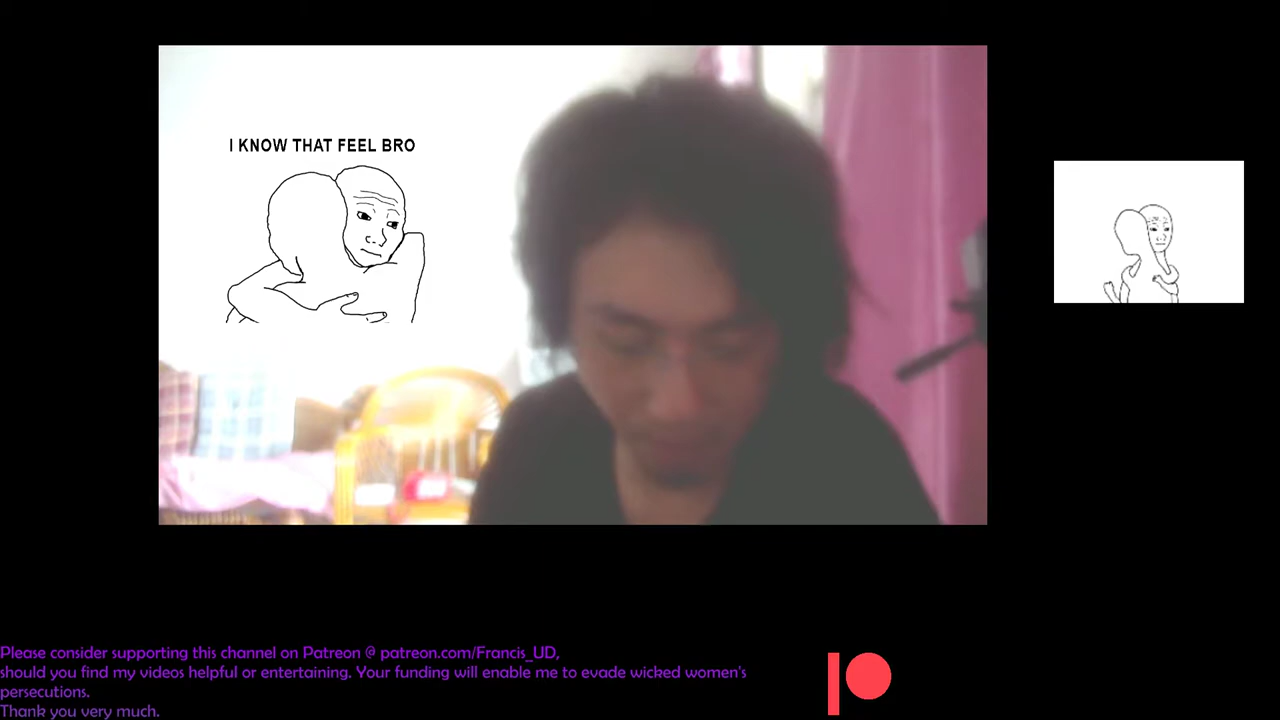 I KNOW THAT FEEL BRO
Please consider supporting this channel on Patreon @ patreon.com/Francis_UD,
should you find my videos helpful or entertaining. Your funding will enable me to evade wicked women's
persecutions.
Thank you very much.